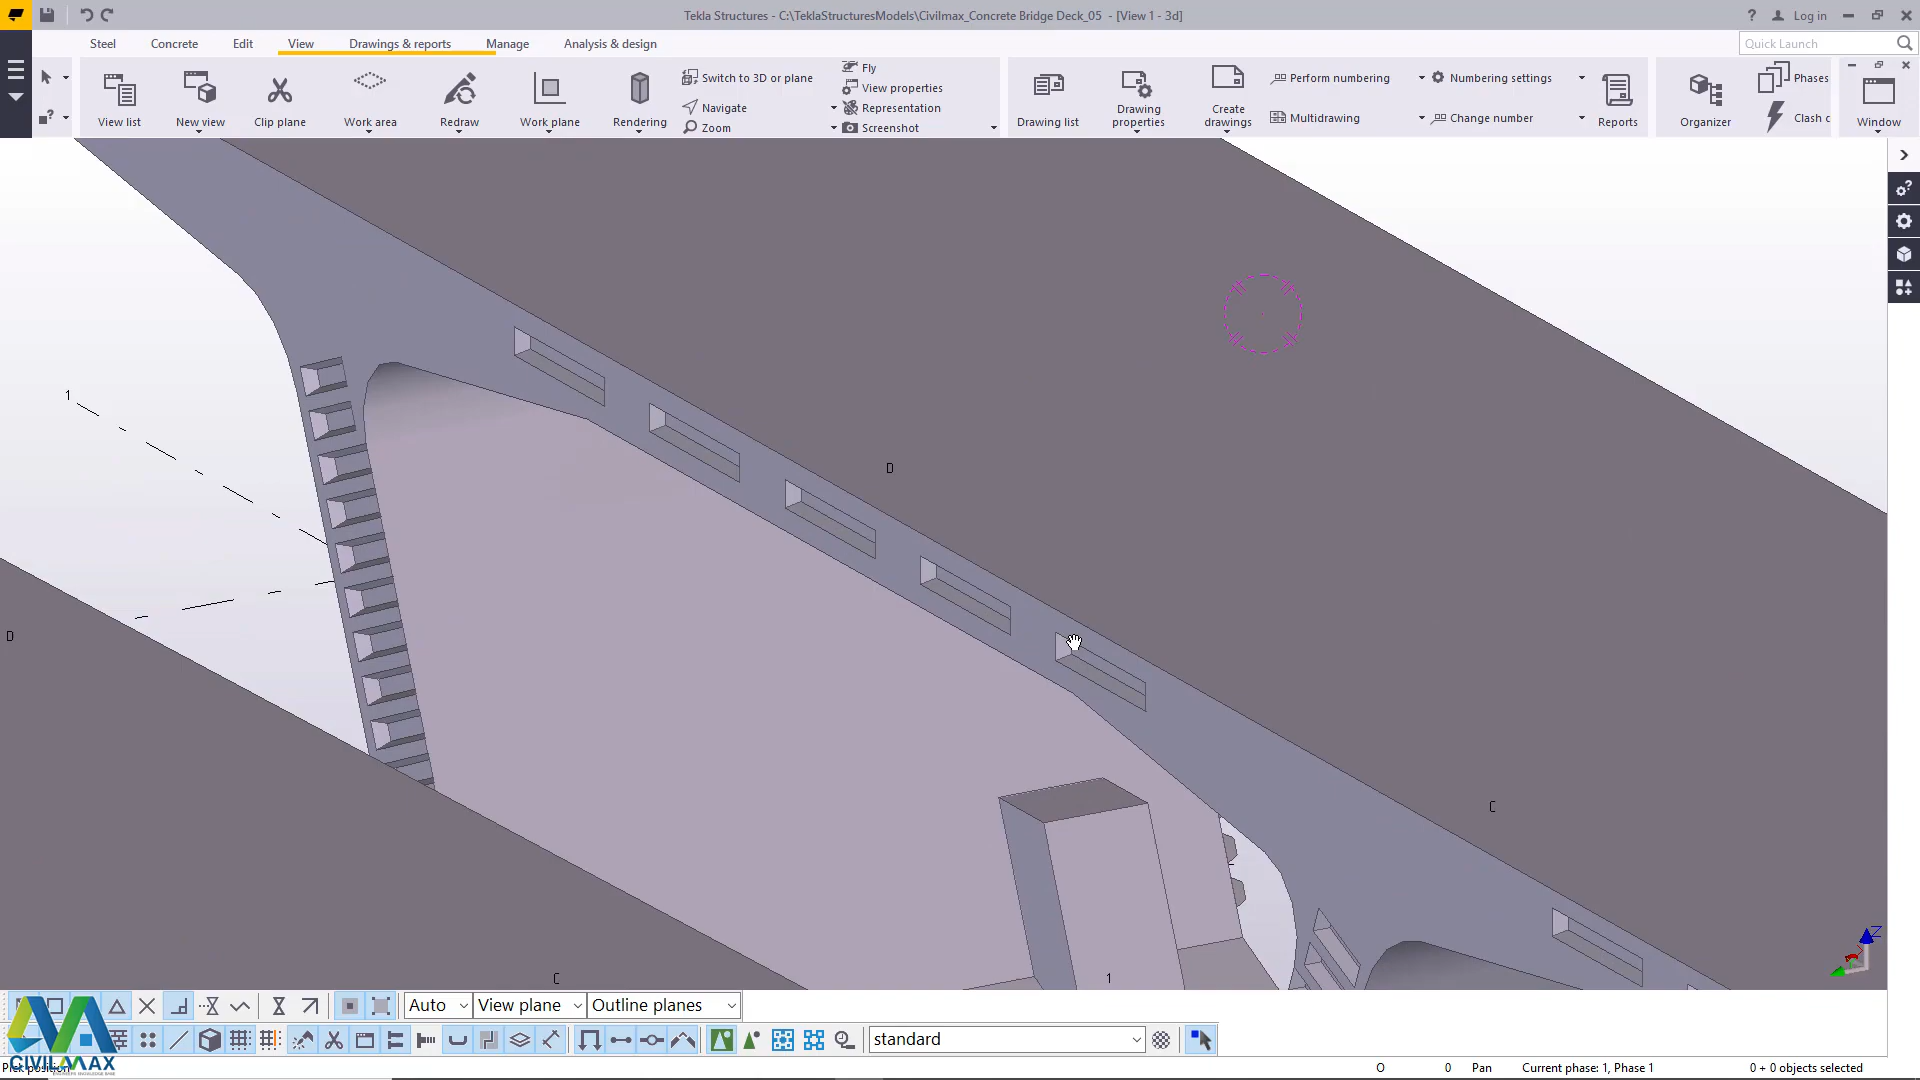 Tekla Structures - C:\TeklaStructuresModels\Civilmax_Concrete Bridge Deck_05 - [View 1 - 3d]
? Log in
Steel Concrete Edit View Drawings & reports Manage Analysis & design
Quick Launch
View list
New view
Clip plane
Work area
Redraw
Work plane
Rendering
Switch to 3D or plane
Navigate
Zoom
Fly
View properties
Representation
Screenshot
Drawing list
Drawing properties
Create drawings
Perform numbering
Multidrawing
Numbering settings
Change number
Reports
Organizer
Phases
Clash c
Window
1
D
D
C
C
1
Z
Auto View plane Outline planes
standard
CIVILMAX
Pick position
O 0 Pan Current phase: 1, Phase 1 0 + 0 objects selected